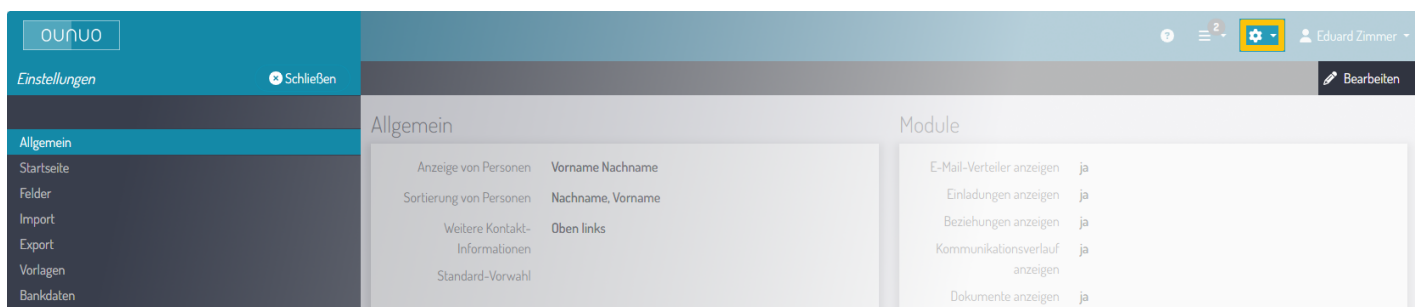 ounuo
2
Eduard Zimmer
Einstellungen
Schließen
Bearbeiten
Allgemein
Startseite
Felder
Import
Export
Vorlagen
Bankdaten
Allgemein
Anzeige von Personen Vorname Nachname
Sortierung von Personen Nachname, Vorname
Weitere Kontakt-
Informationen Oben links
Standard-Vorwahl
Module
E-Mail-Verteiler anzeigen ja
Einladungen anzeigen ja
Beziehungen anzeigen ja
Kommunikationsverlauf
anzeigen ja
Dokumente anzeigen ja